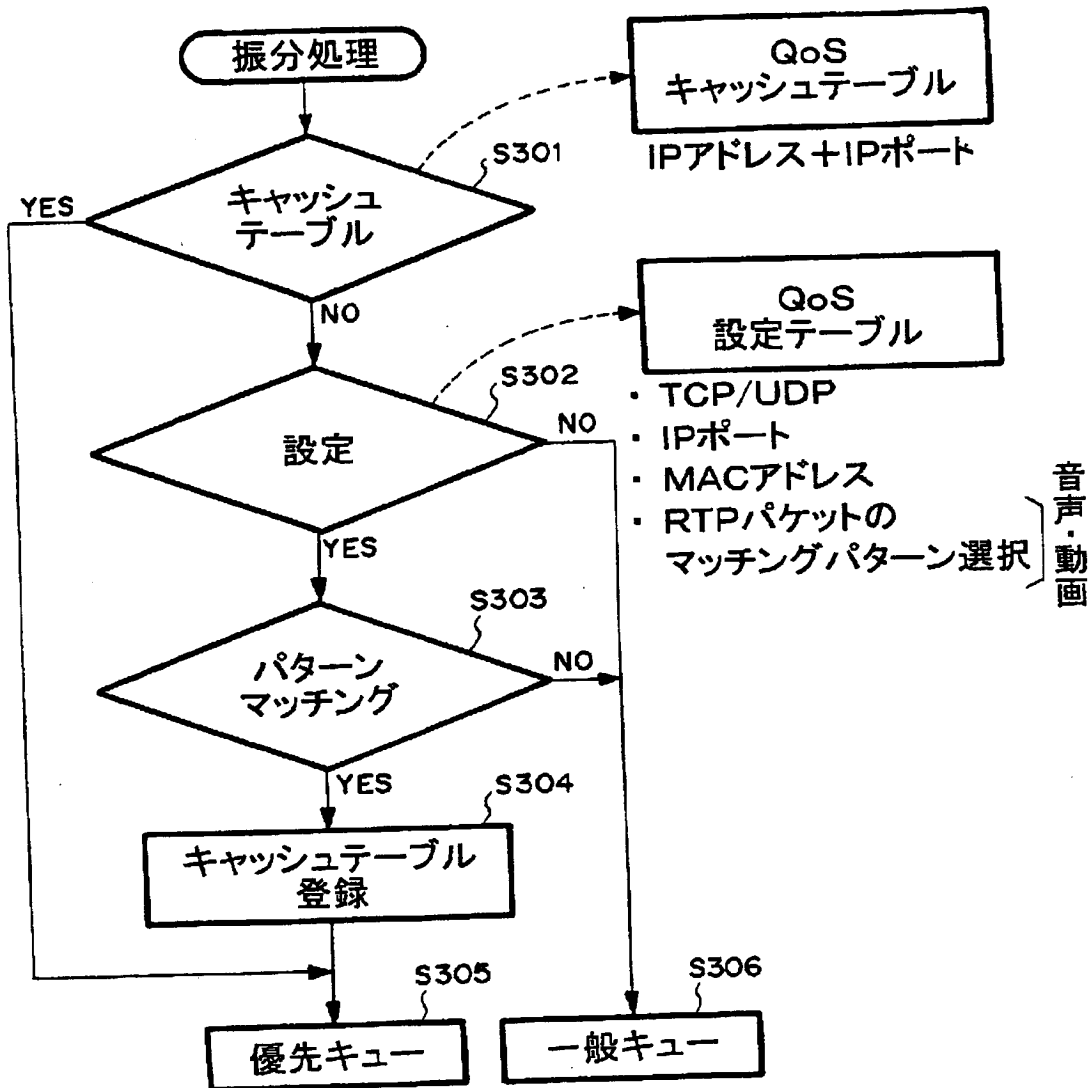 振分処理
QoS
キャッシュテーブル
IPアドレス+IPポート
S301
キャッシュ
テーブル
YES
NO
QoS
設定テーブル
・TCP/UDP
・IPポート
・MACアドレス
・RTPパケットの
マッチングパターン選択
音声・動画
S302
設定
NO
YES
S303
パターン
マッチング
NO
YES
S304
キャッシュテーブル
登録
S305
優先キュー
S306
一般キュー